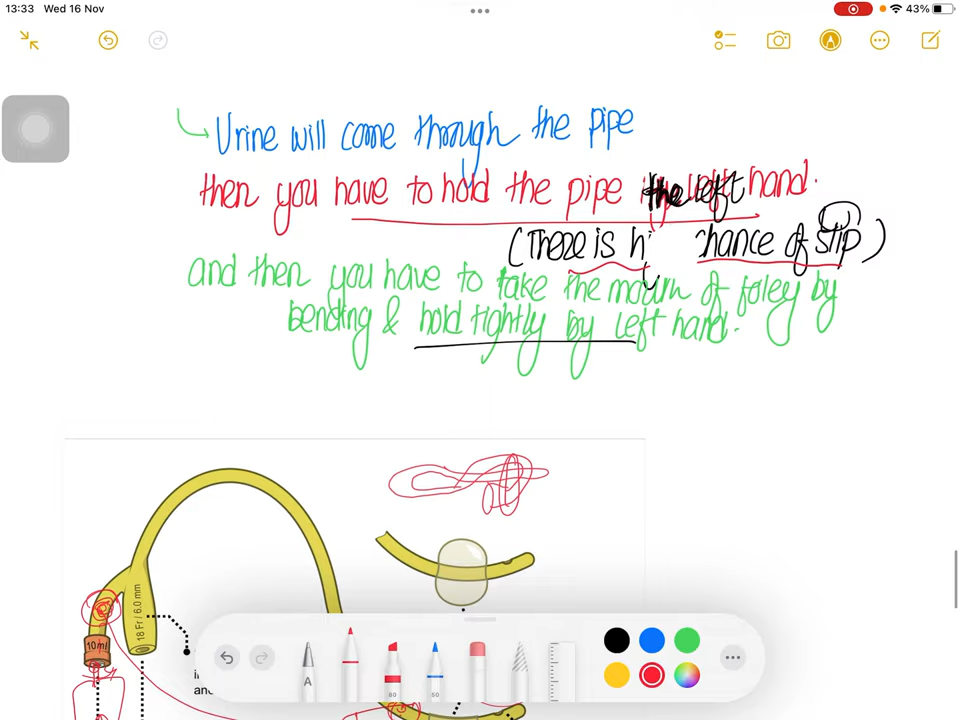 13:33 Wed 16 Nov
43%
Urine will come through the pipe
then you have to hold the pipe the left hand.
(There is chance of slip)
and then you have to take the mouth of foley by
bending & hold tightly by left hand.
18 Fr / 6.0 mm
10ml
A
80
50